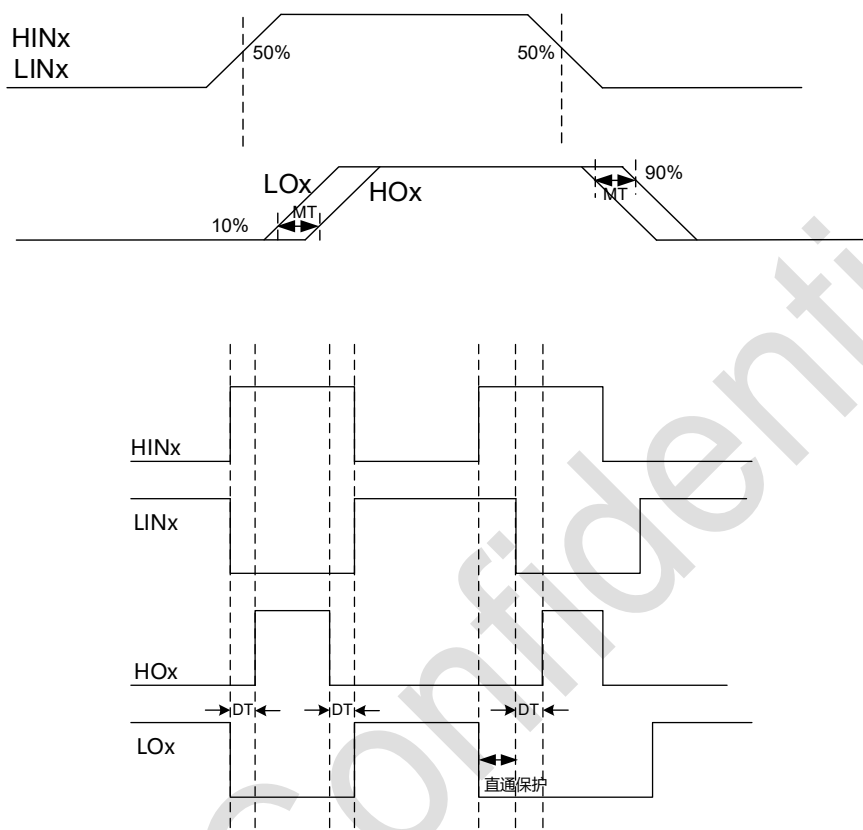 HINx
LINx
50%
50%
LOx
HOx
MT
MT
90%
10%
HINx
LINx
HOx
DT
DT
DT
LOx
直通保护
Confidenti